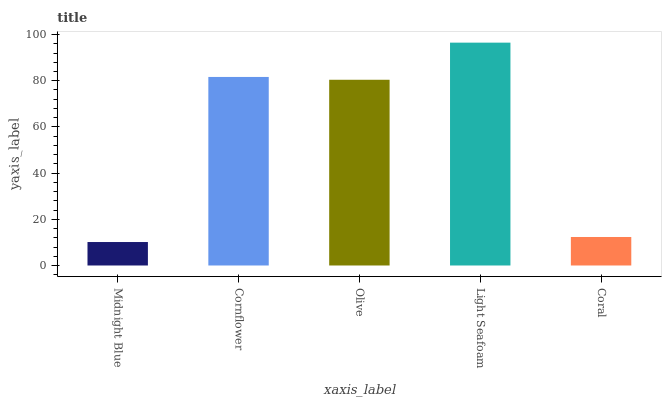 title
100
80
60
40
20
0
yaxis_label
Midnight Blue
Cornflower
Olive
Light Seafoam
Coral
xaxis_label